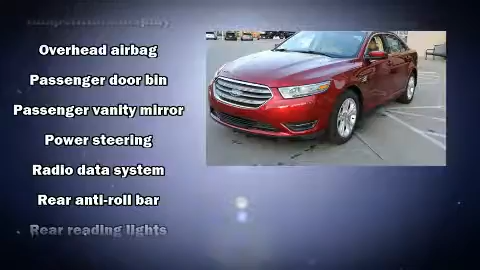 Overhead airbag
Passenger door bin
Passenger vanity mirror
Power steering
Radio data system
Rear anti-roll bar
Rear reading lights